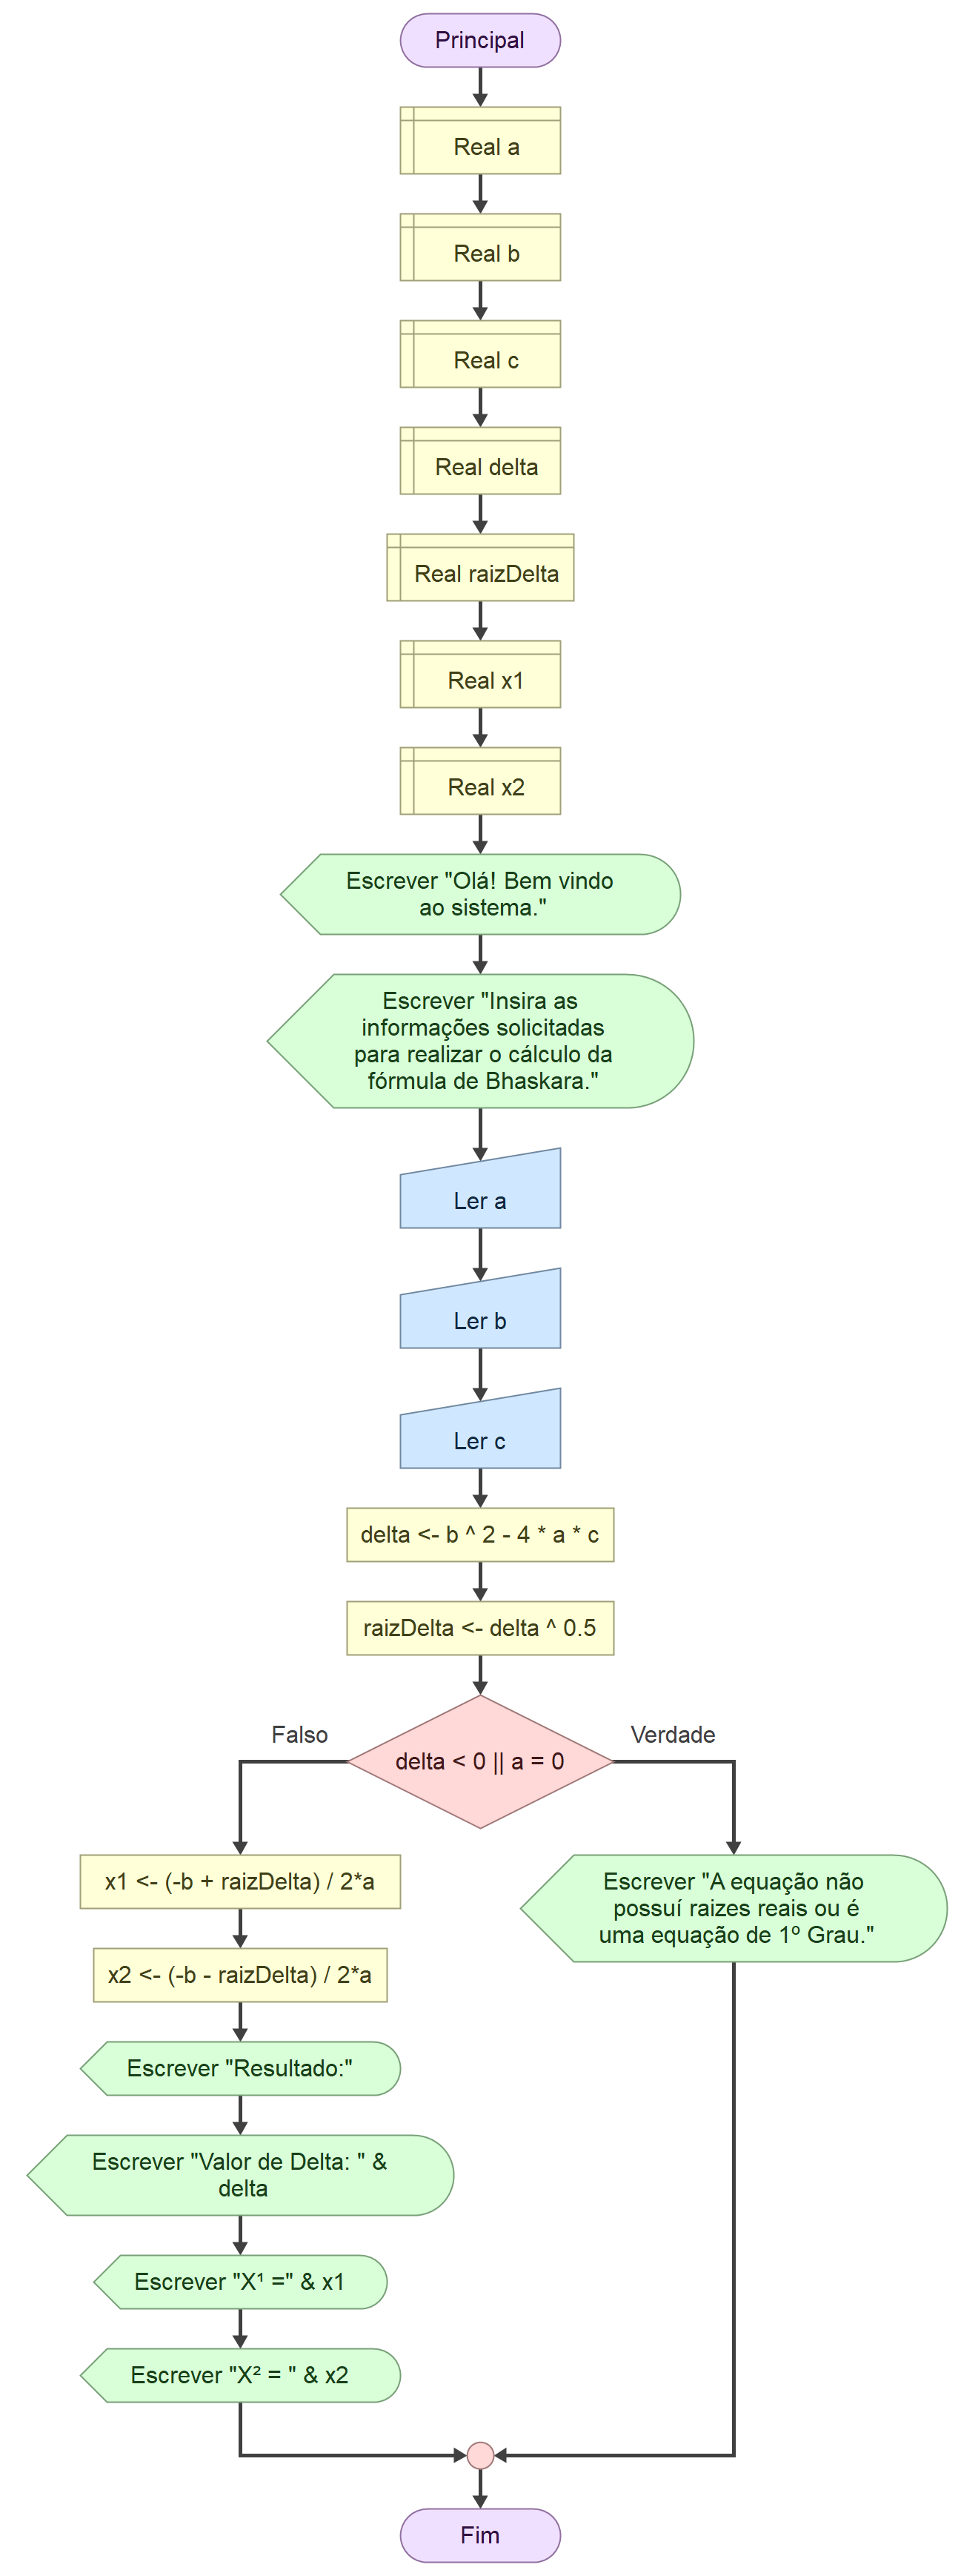 Principal
Real a
Real b
Real c
Real delta
Real raizDelta
Real x1
Real x2
Escrever "Olá! Bem vindo
ao sistema."
Escrever "Insira as
informações solicitadas
para realizar o cálculo da
fórmula de Bhaskara."
Ler a
Ler b
Ler c
delta <- b ^ 2 - 4 * a * c
raizDelta <- delta ^ 0.5
delta < 0 || a = 0
Falso
Verdade
x1 <- (-b + raizDelta) / 2*a
x2 <- (-b - raizDelta) / 2*a
Escrever "Resultado:"
Escrever "Valor de Delta: " &
delta
Escrever "X¹ =" & x1
Escrever "X² = " & x2
Escrever "A equação não
possuí raizes reais ou é
uma equação de 1º Grau."
Fim